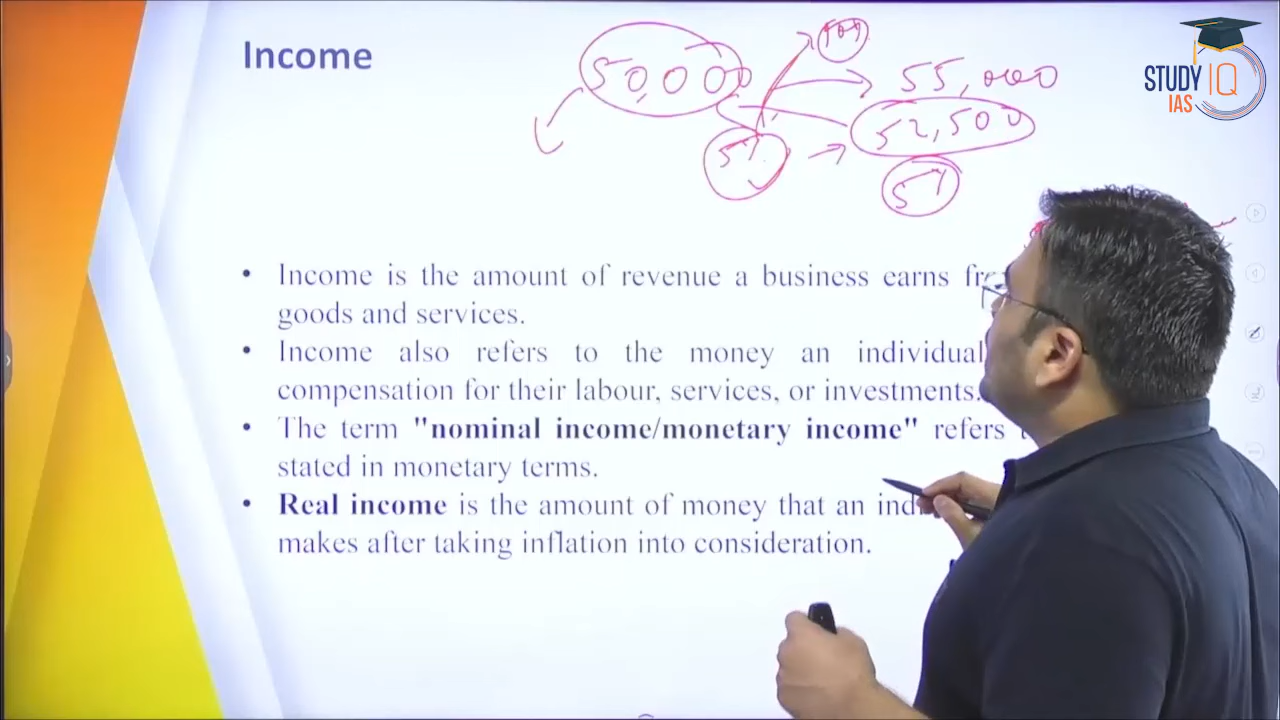 Income
50,000
10%
55,000
52,500
5%
5%
STUDY IQ
IAS
• Income is the amount of revenue a business earns
goods and services.
• Income also refers to the money an individual
compensation for their labour, services, or investments.
• The term "nominal income/monetary income" refers
stated in monetary terms.
• Real income is the amount of money that an
makes after taking inflation into consideration.